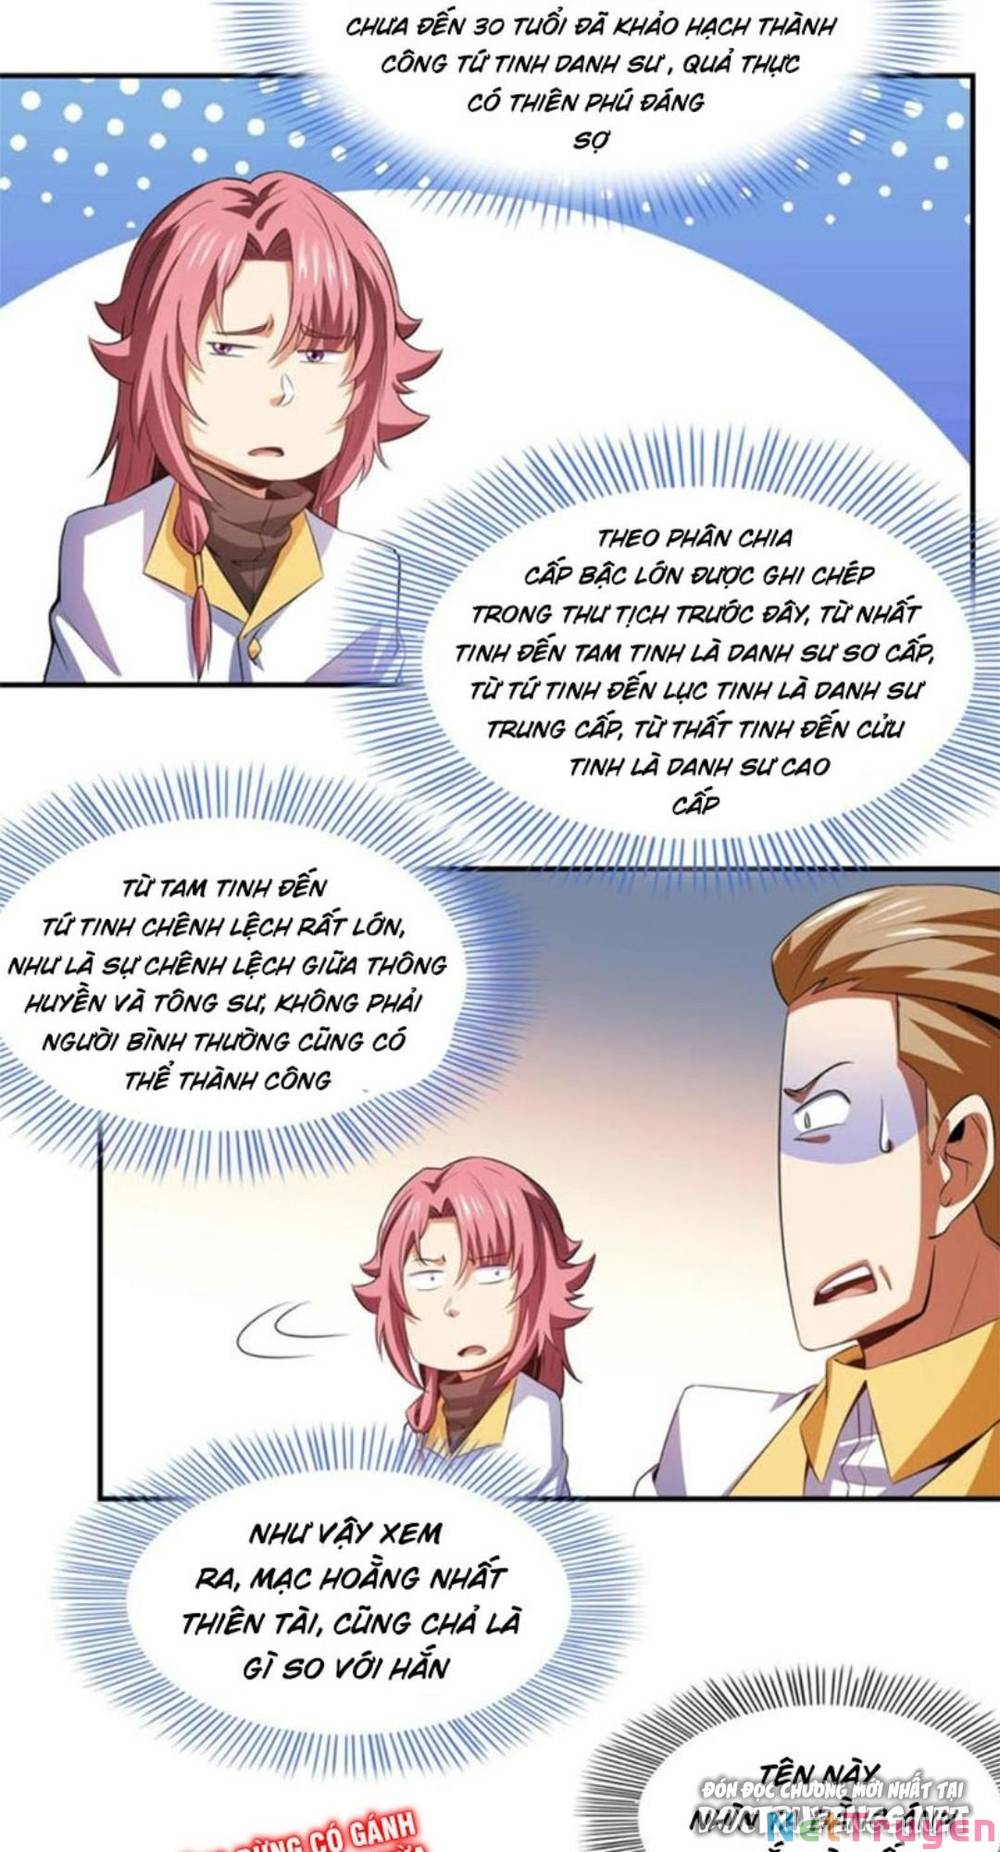 CHƯA ĐẾN 30 TUỔI ĐÃ KHẢO HẠCH THÀNH
CÔNG TỨ TINH DANH SƯ, QUẢ THỰC
CÓ THIÊN PHÚ ĐÁNG
SỢ
THEO PHÂN CHIA
CẤP BẬC LỚN ĐƯỢC GHI CHÉP
TRONG THƯ TỊCH TRƯỚC ĐÂY, TỪ NHẤT
TINH ĐẾN TAM TINH LÀ DANH SƯ SƠ CẤP,
TỪ TỨ TINH ĐẾN LỤC TINH LÀ DANH SƯ
TRUNG CẤP, TỪ THẤT TINH ĐẾN CỬU
TINH LÀ DANH SƯ CAO
CẤP
TỪ TAM TINH ĐẾN
TỨ TINH CHÊNH LỆCH RẤT LỚN,
NHƯ LÀ SỰ CHÊNH LỆCH GIỮA THÔNG
HUYỀN VÀ TÔNG SƯ, KHÔNG PHẢI
NGƯỜI BÌNH THƯỜNG CŨNG CÓ
THỂ THÀNH CÔNG
NHƯ VẬY XEM
RA, MẠC HOẰNG NHẤT
THIÊN TÀI, CŨNG CHẢ LÀ
GÌ SO VỚI HẮN
TÊN NÀY
ĐÓN ĐỌC CHƯƠNG MỚI NHẤT TẠI
NHÌN
NetTruyen
ĐỪNG CÓ GÁNH